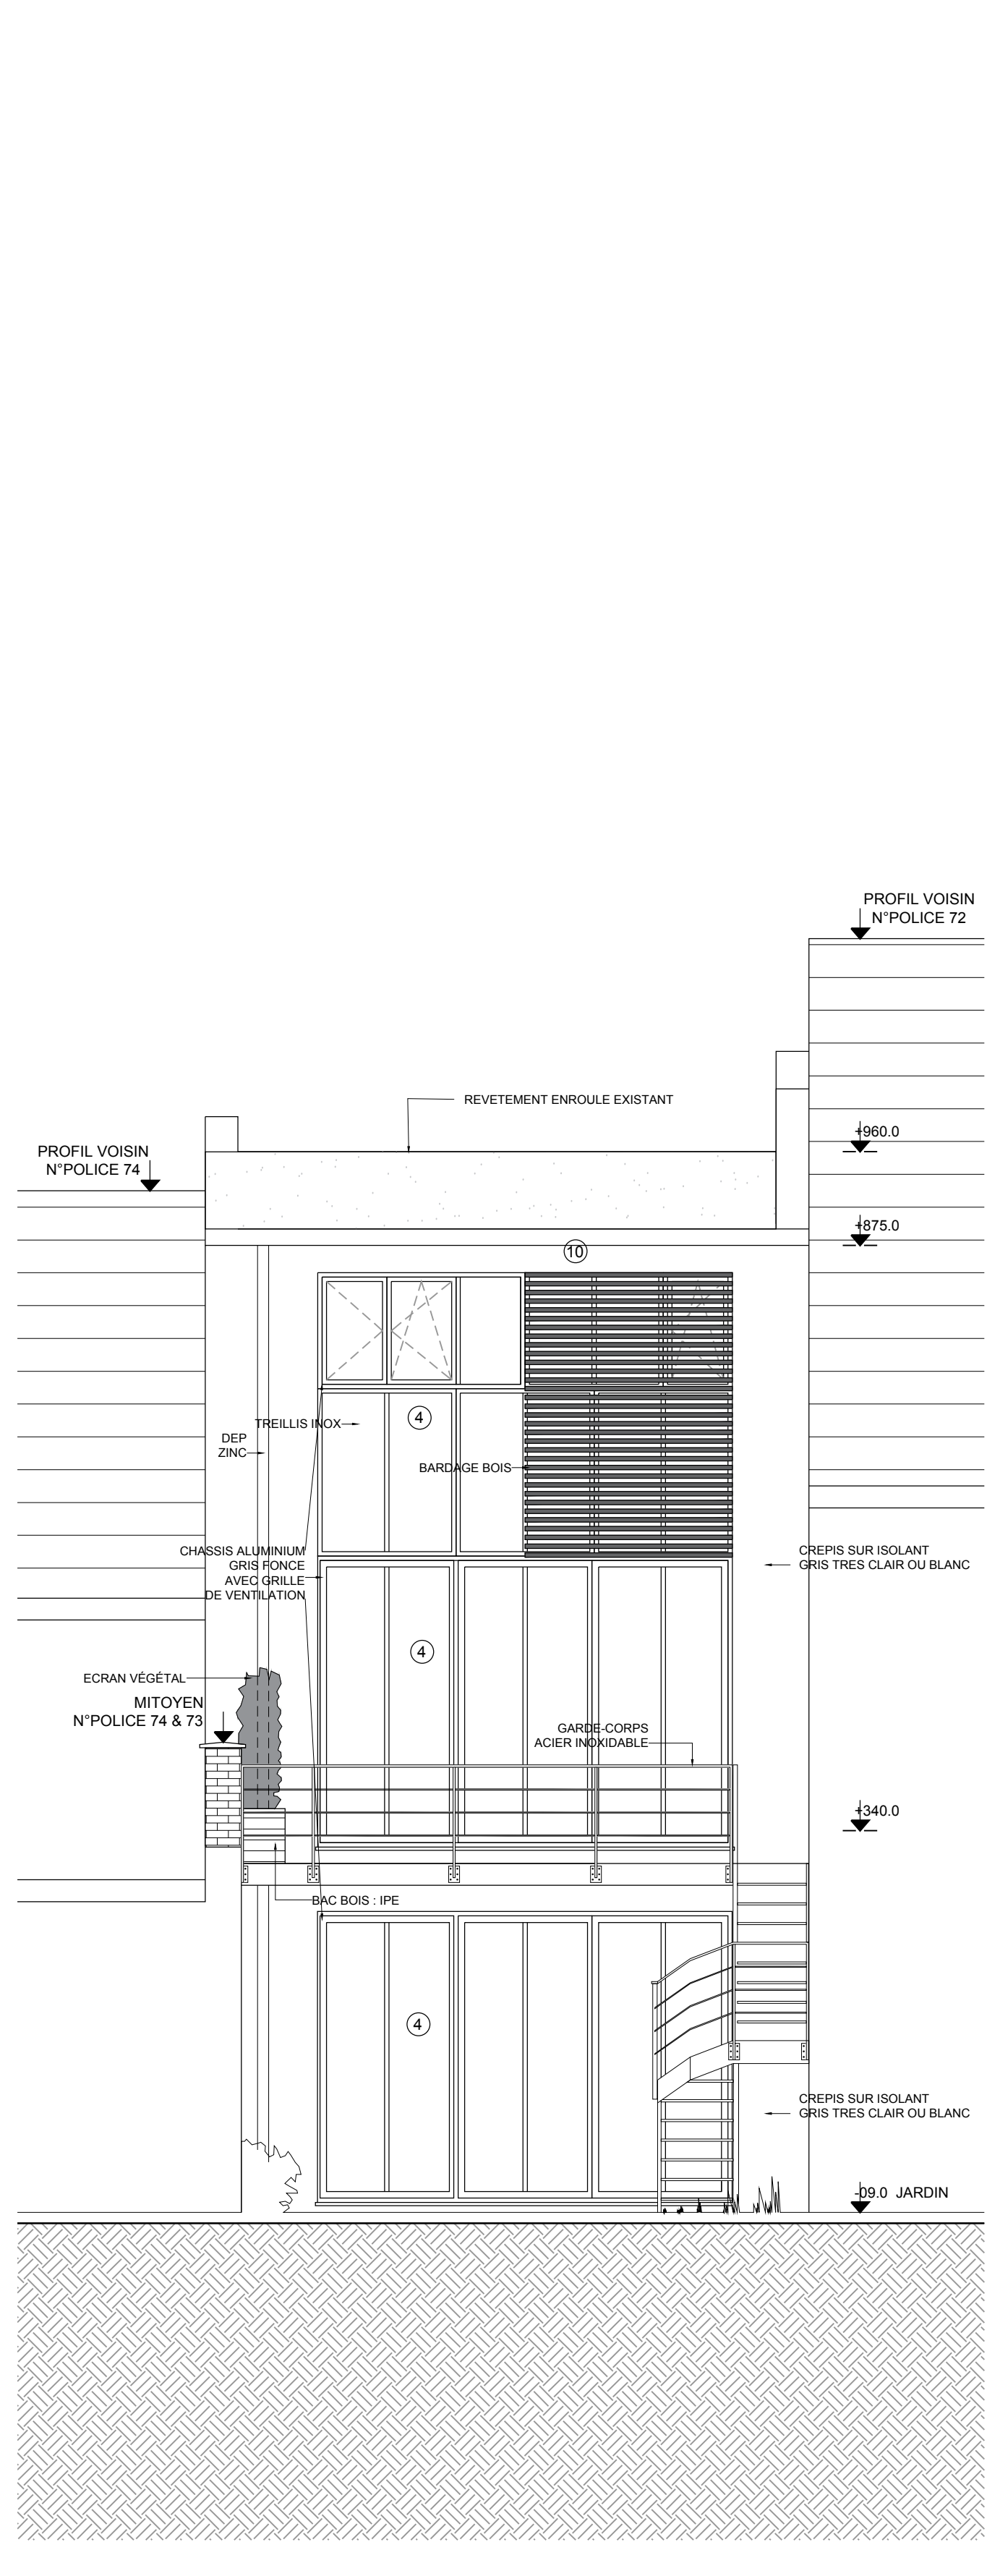 PROFIL VOISIN
N°POLICE 72
REVETEMENT ENROULE EXISTANT
+960.0
PROFIL VOISIN
N°POLICE 74
+875.0
10
4
TREILLIS INOX
DEP
ZINC
BARDAGE BOIS
CHASSIS ALUMINIUM
GRIS FONCE
AVEC GRILLE
DE VENTILATION
CREPIS SUR ISOLANT
GRIS TRES CLAIR OU BLANC
4
ECRAN VÉGÉTAL
MITOYEN
N°POLICE 74 & 73
GARDE-CORPS
ACIER INOXIDABLE
+340.0
BAC BOIS : IPE
4
CREPIS SUR ISOLANT
GRIS TRES CLAIR OU BLANC
-09.0 JARDIN